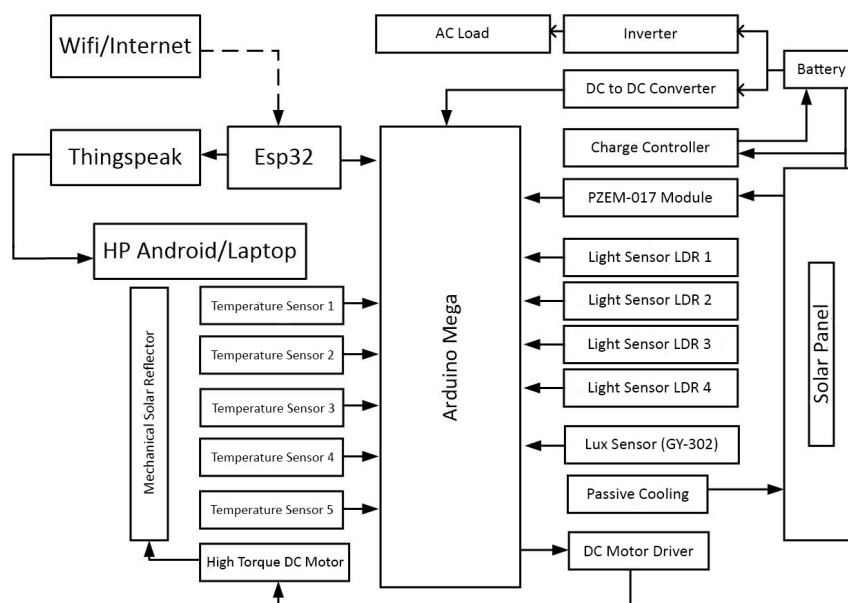 Wifi/Internet
AC Load
Inverter
Battery
DC to DC Converter
Thingspeak
Esp32
Charge Controller
PZEM-017 Module
HP Android/Laptop
Light Sensor LDR 1
Light Sensor LDR 2
Light Sensor LDR 3
Light Sensor LDR 4
Lux Sensor (GY-302)
Passive Cooling
DC Motor Driver
Solar Panel
Arduino Mega
Temperature Sensor 1
Temperature Sensor 2
Temperature Sensor 3
Temperature Sensor 4
Temperature Sensor 5
Mechanical Solar Reflector
High Torque DC Motor